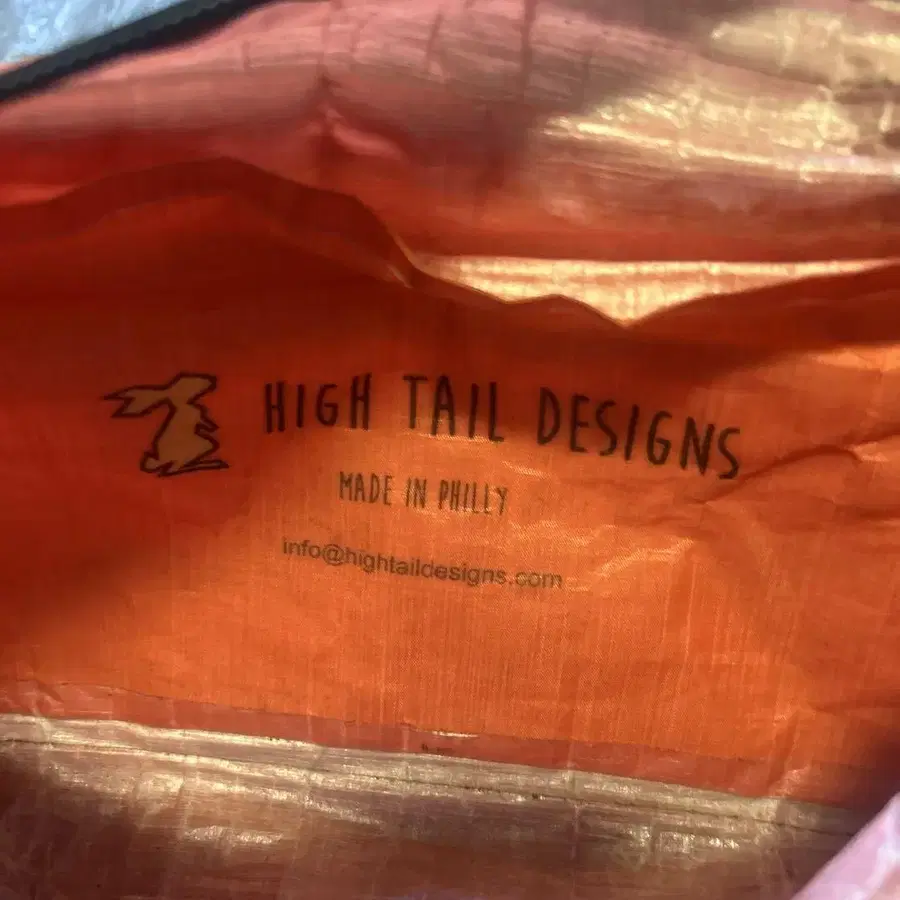 HIGH TAIL DESIGNS
MADE IN PHILLY
info@hightaildesigns.com